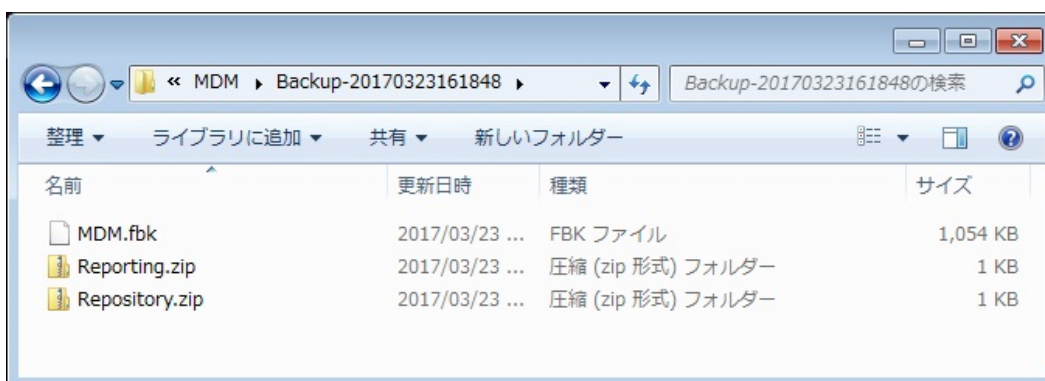 « MDM ▸ Backup-20170323161848 ▸ Backup-20170323161848の検索
整理 ▼ ライブラリに追加 ▼ 共有 ▼ 新しいフォルダー
名前 更新日時 種類 サイズ
MDM.fbk 2017/03/23 ... FBK ファイル 1,054 KB
Reporting.zip 2017/03/23 ... 圧縮 (zip 形式) フォルダー 1 KB
Repository.zip 2017/03/23 ... 圧縮 (zip 形式) フォルダー 1 KB